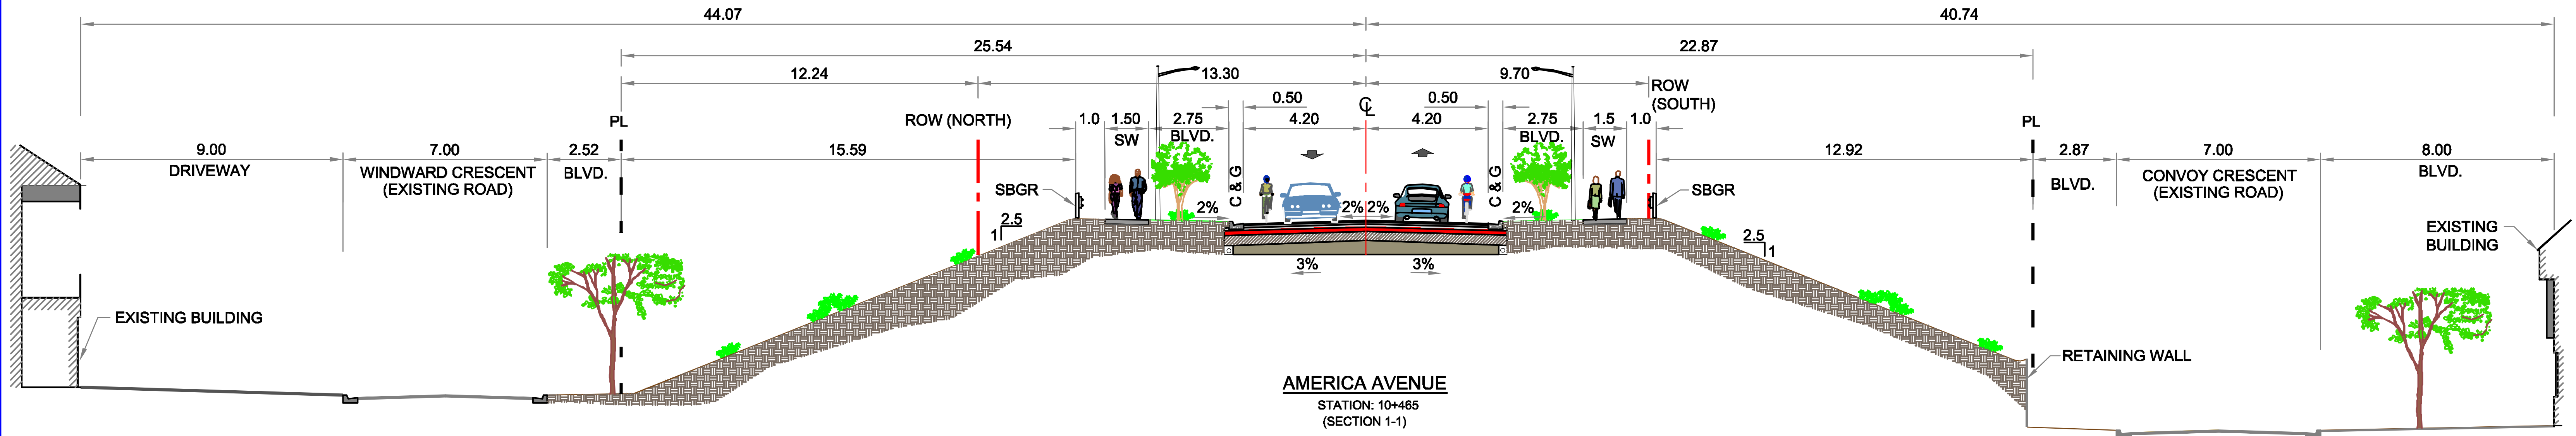 44.07
40.74
25.54
22.87
12.24
13.30
9.70
ROW
(SOUTH)
0.50
℄
0.50
PL
ROW (NORTH)
1.0
1.50
SW
2.75
BLVD.
4.20
4.20
2.75
BLVD.
1.5
SW
1.0
PL
9.00
DRIVEWAY
7.00
WINDWARD CRESCENT
(EXISTING ROAD)
2.52
BLVD.
15.59
12.92
2.87
BLVD.
7.00
CONVOY CRESCENT
(EXISTING ROAD)
8.00
BLVD.
SBGR
C & G
C & G
SBGR
2%
2%
2%
2%
2.5
1
2.5
1
3%
3%
EXISTING
BUILDING
EXISTING BUILDING
RETAINING WALL
AMERICA AVENUE
STATION: 10+465
(SECTION 1-1)